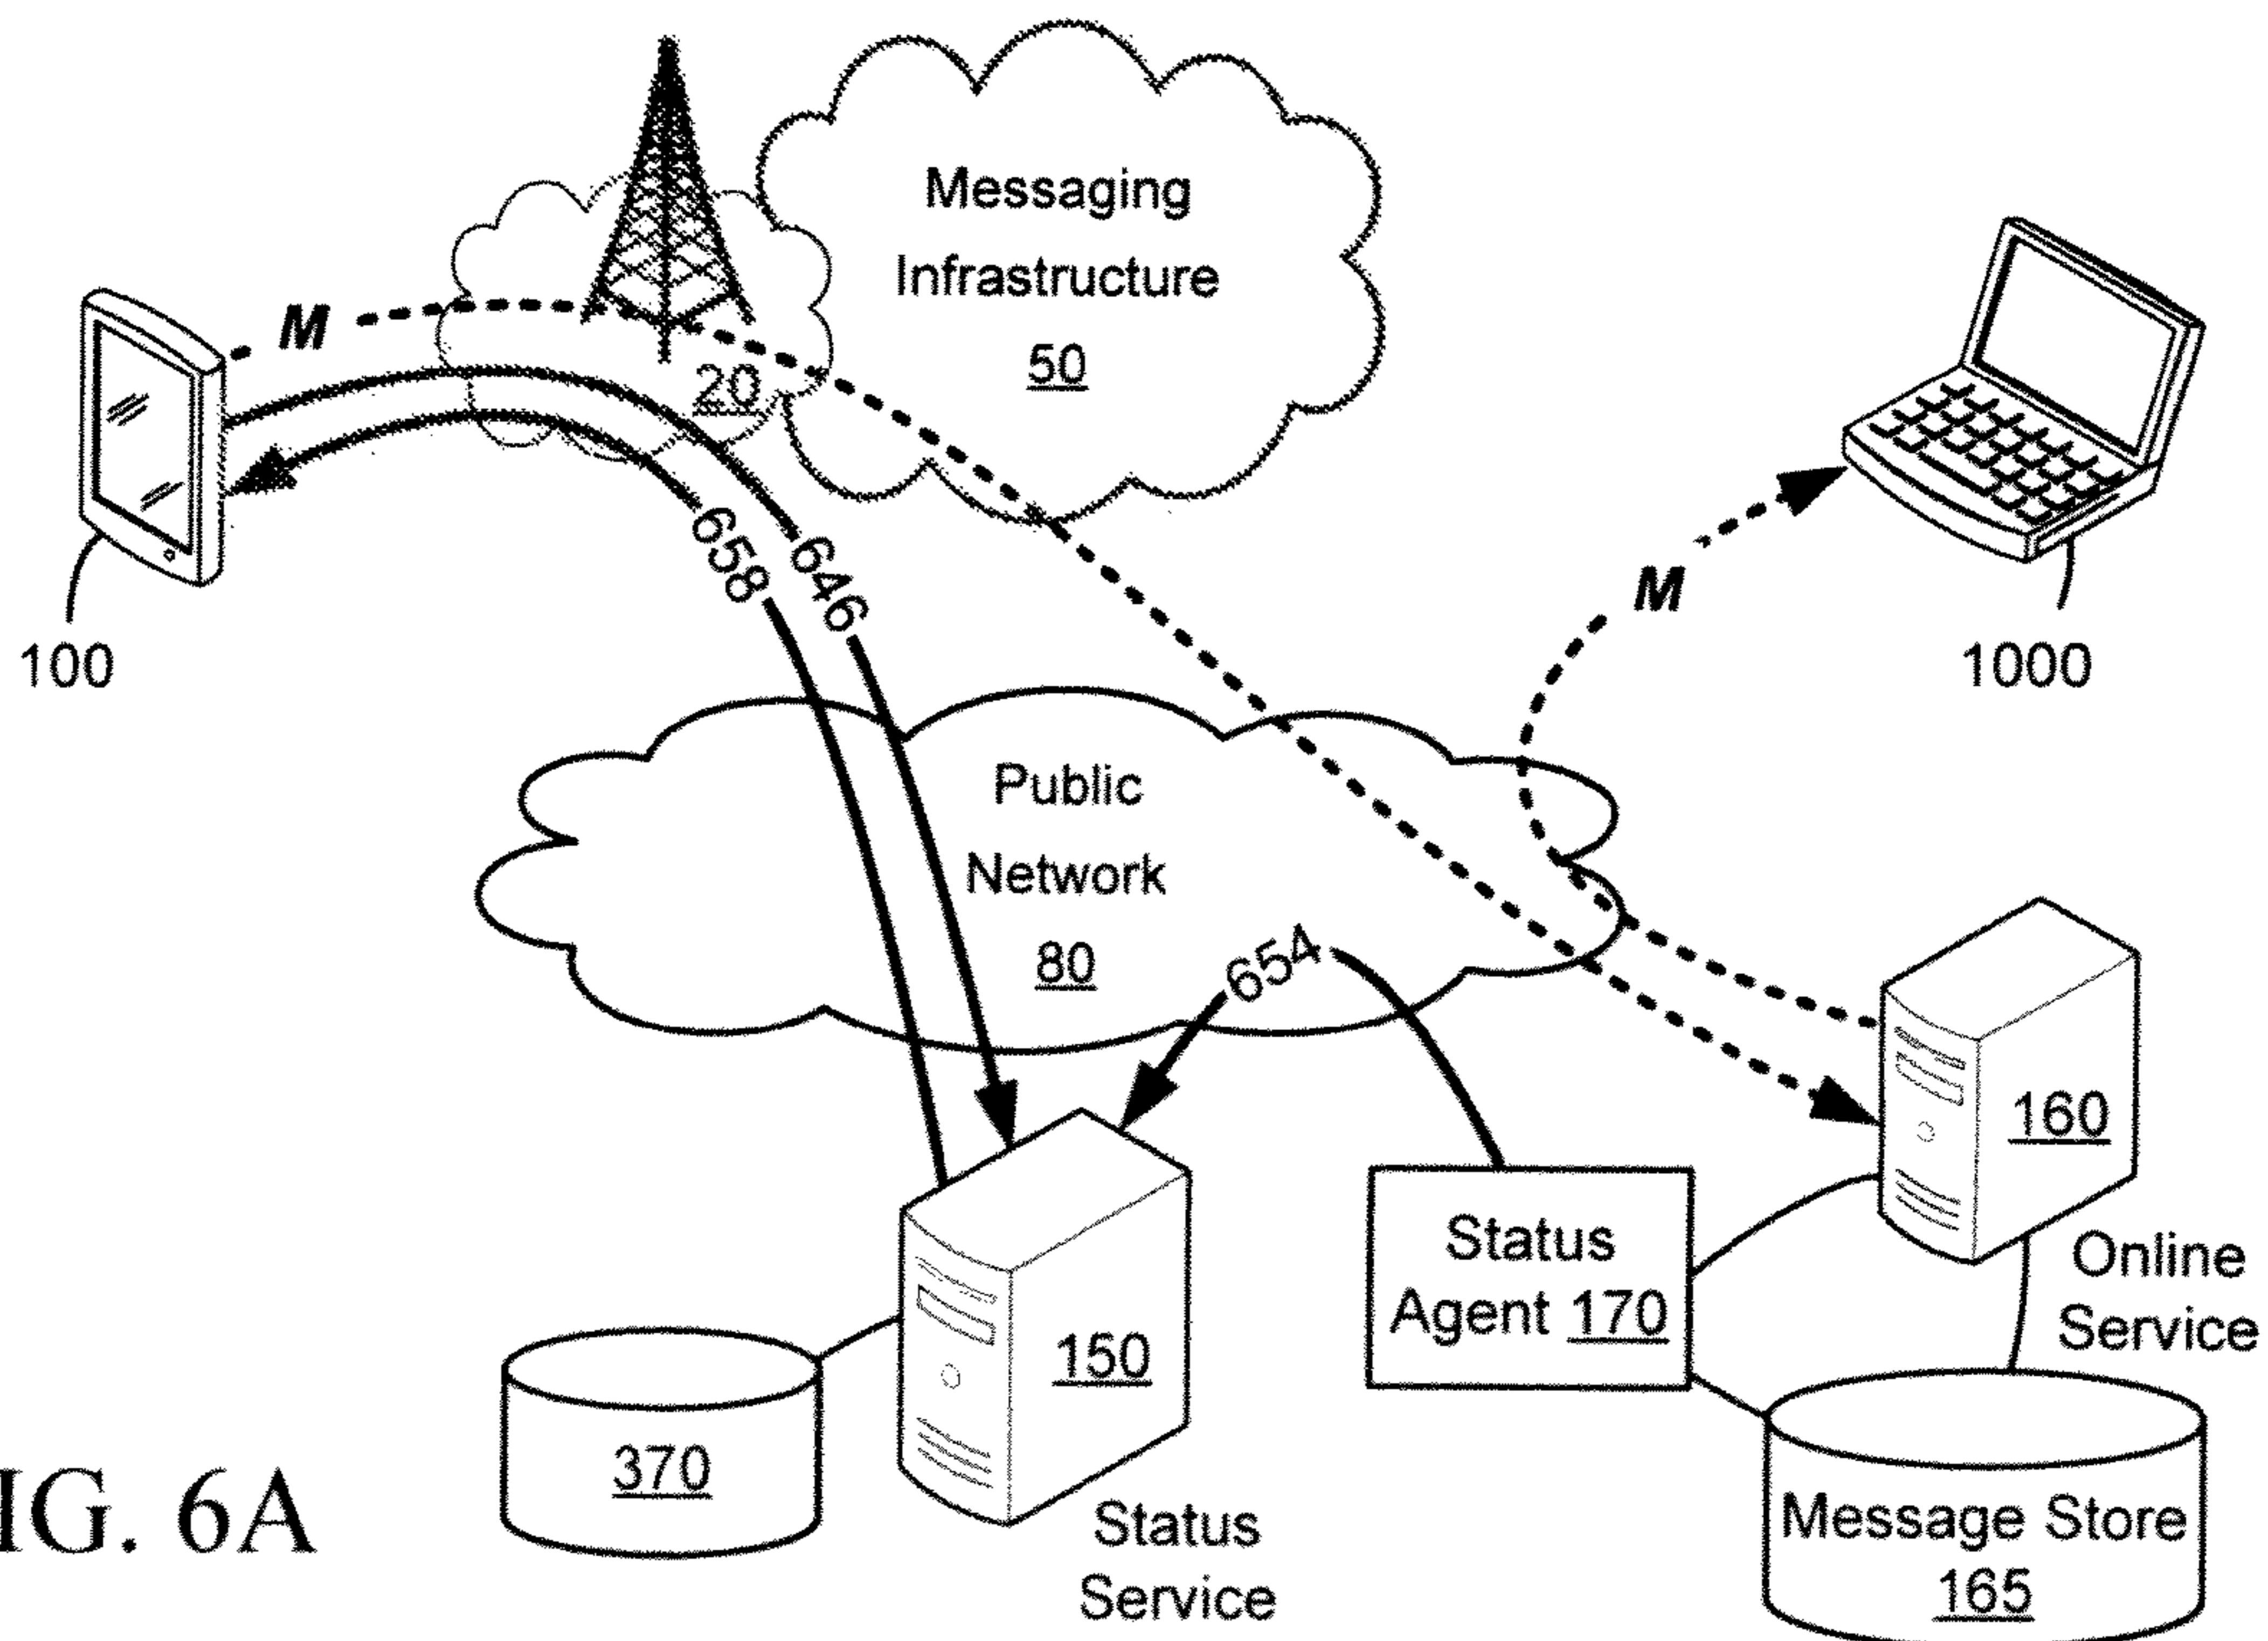 Messaging
Infrastructure
50
20
M
M
658
646
100
1000
Public
Network
80
654
160
Online
Service
Status
Agent 170
150
370
Status
Service
Message Store
165
IG. 6A